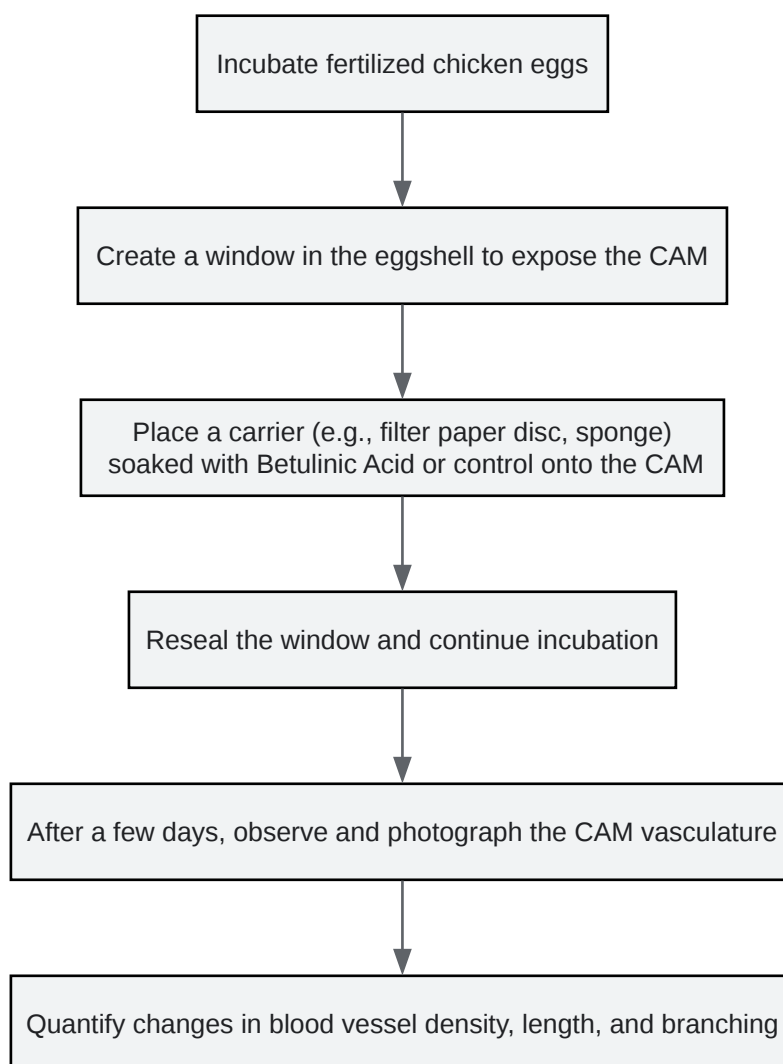 Incubate fertilized chicken eggs
Create a window in the eggshell to expose the CAM
Place a carrier (e.g., filter paper disc, sponge)
soaked with Betulinic Acid or control onto the CAM
Reseal the window and continue incubation
After a few days, observe and photograph the CAM vasculature
Quantify changes in blood vessel density, length, and branching